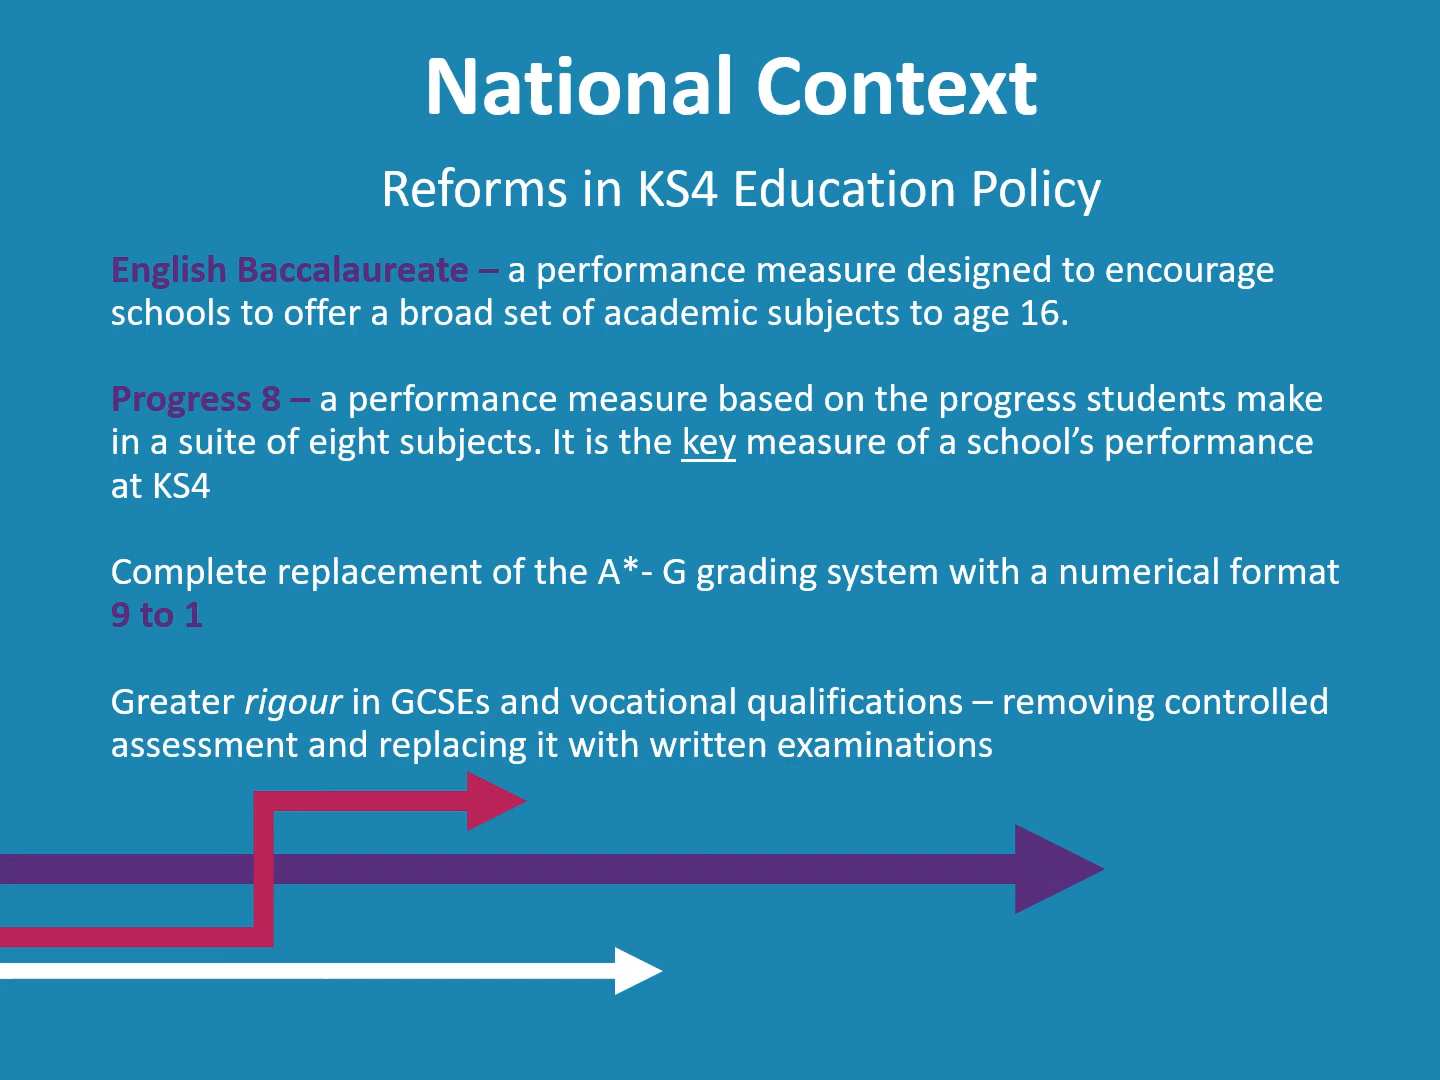 National Context
Reforms in KS4 Education Policy
English Baccalaureate – a performance measure designed to encourage
schools to offer a broad set of academic subjects to age 16.
Progress 8 – a performance measure based on the progress students make
in a suite of eight subjects. It is the key measure of a school’s performance
at KS4
Complete replacement of the A*- G grading system with a numerical format
9 to 1
Greater rigour in GCSEs and vocational qualifications – removing controlled
assessment and replacing it with written examinations